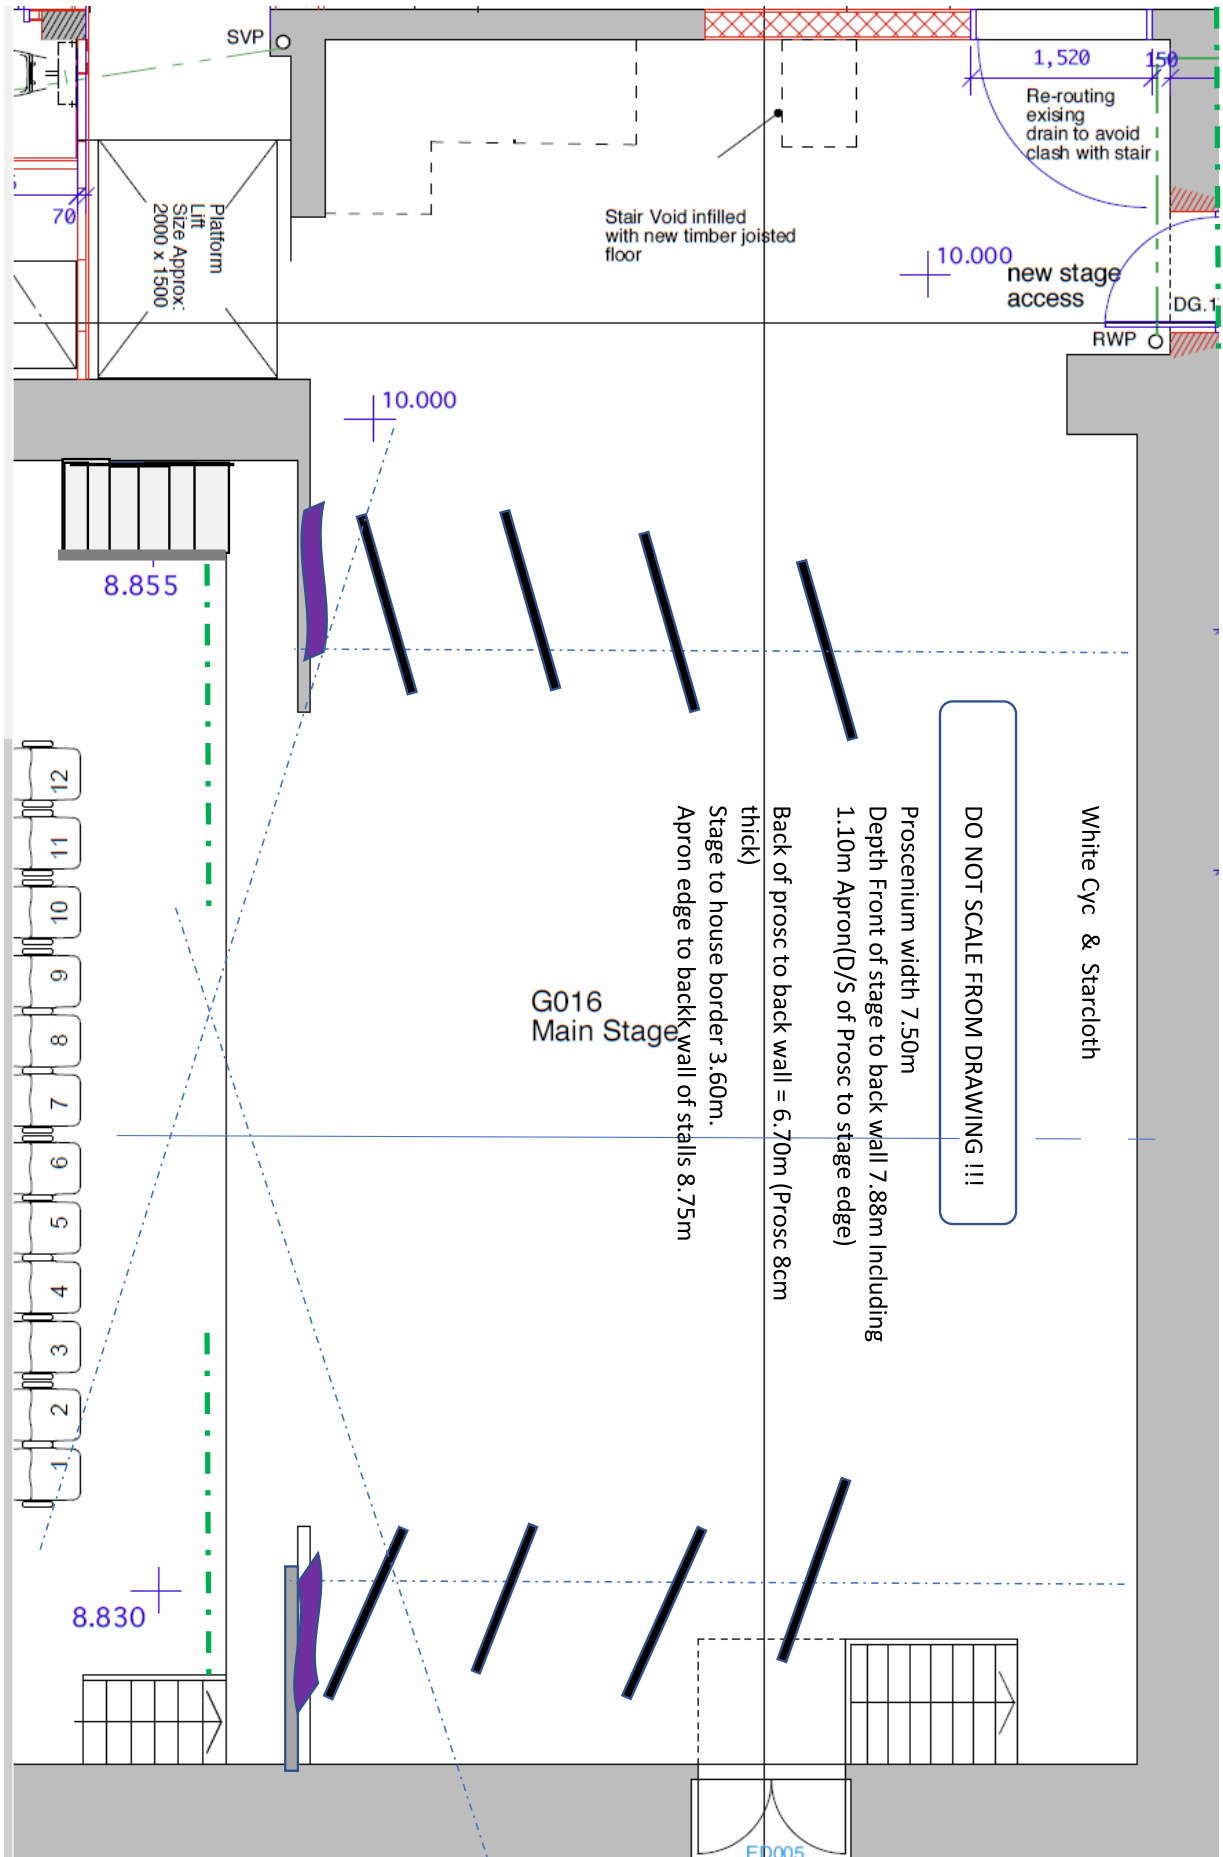 SVP
1,520
150
Re-routing
exising
drain to avoid
clash with stair
70
Platform
Lift
Size Approx:
2000 x 1500
Stair Void infilled
with new timber joisted
floor
10.000
new stage
access
DG.1
RWP
10.000
8.855
12
11
10
9
8
7
6
5
4
3
2
1
White Cyc & Starcloth
DO NOT SCALE FROM DRAWING !!!
Proscenium width 7.50m
Depth Front of stage to back wall 7.88m Including
1.10m Apron(D/S of Prosc to stage edge)
Back of prosc to back wall = 6.70m (Prosc 8cm
thick)
Stage to house border 3.60m.
Apron edge to backk wall of stalls 8.75m
G016
Main Stage
8.830
ED005